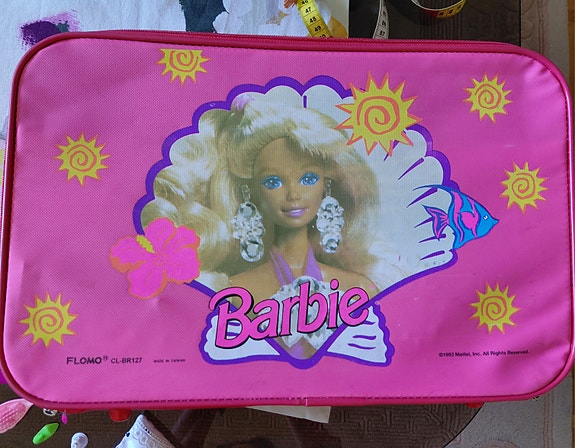 Barbie
FLOMO® CL-BR127 MADE IN TAIWAN
©1993 Mattel, Inc. All Rights Reserved.